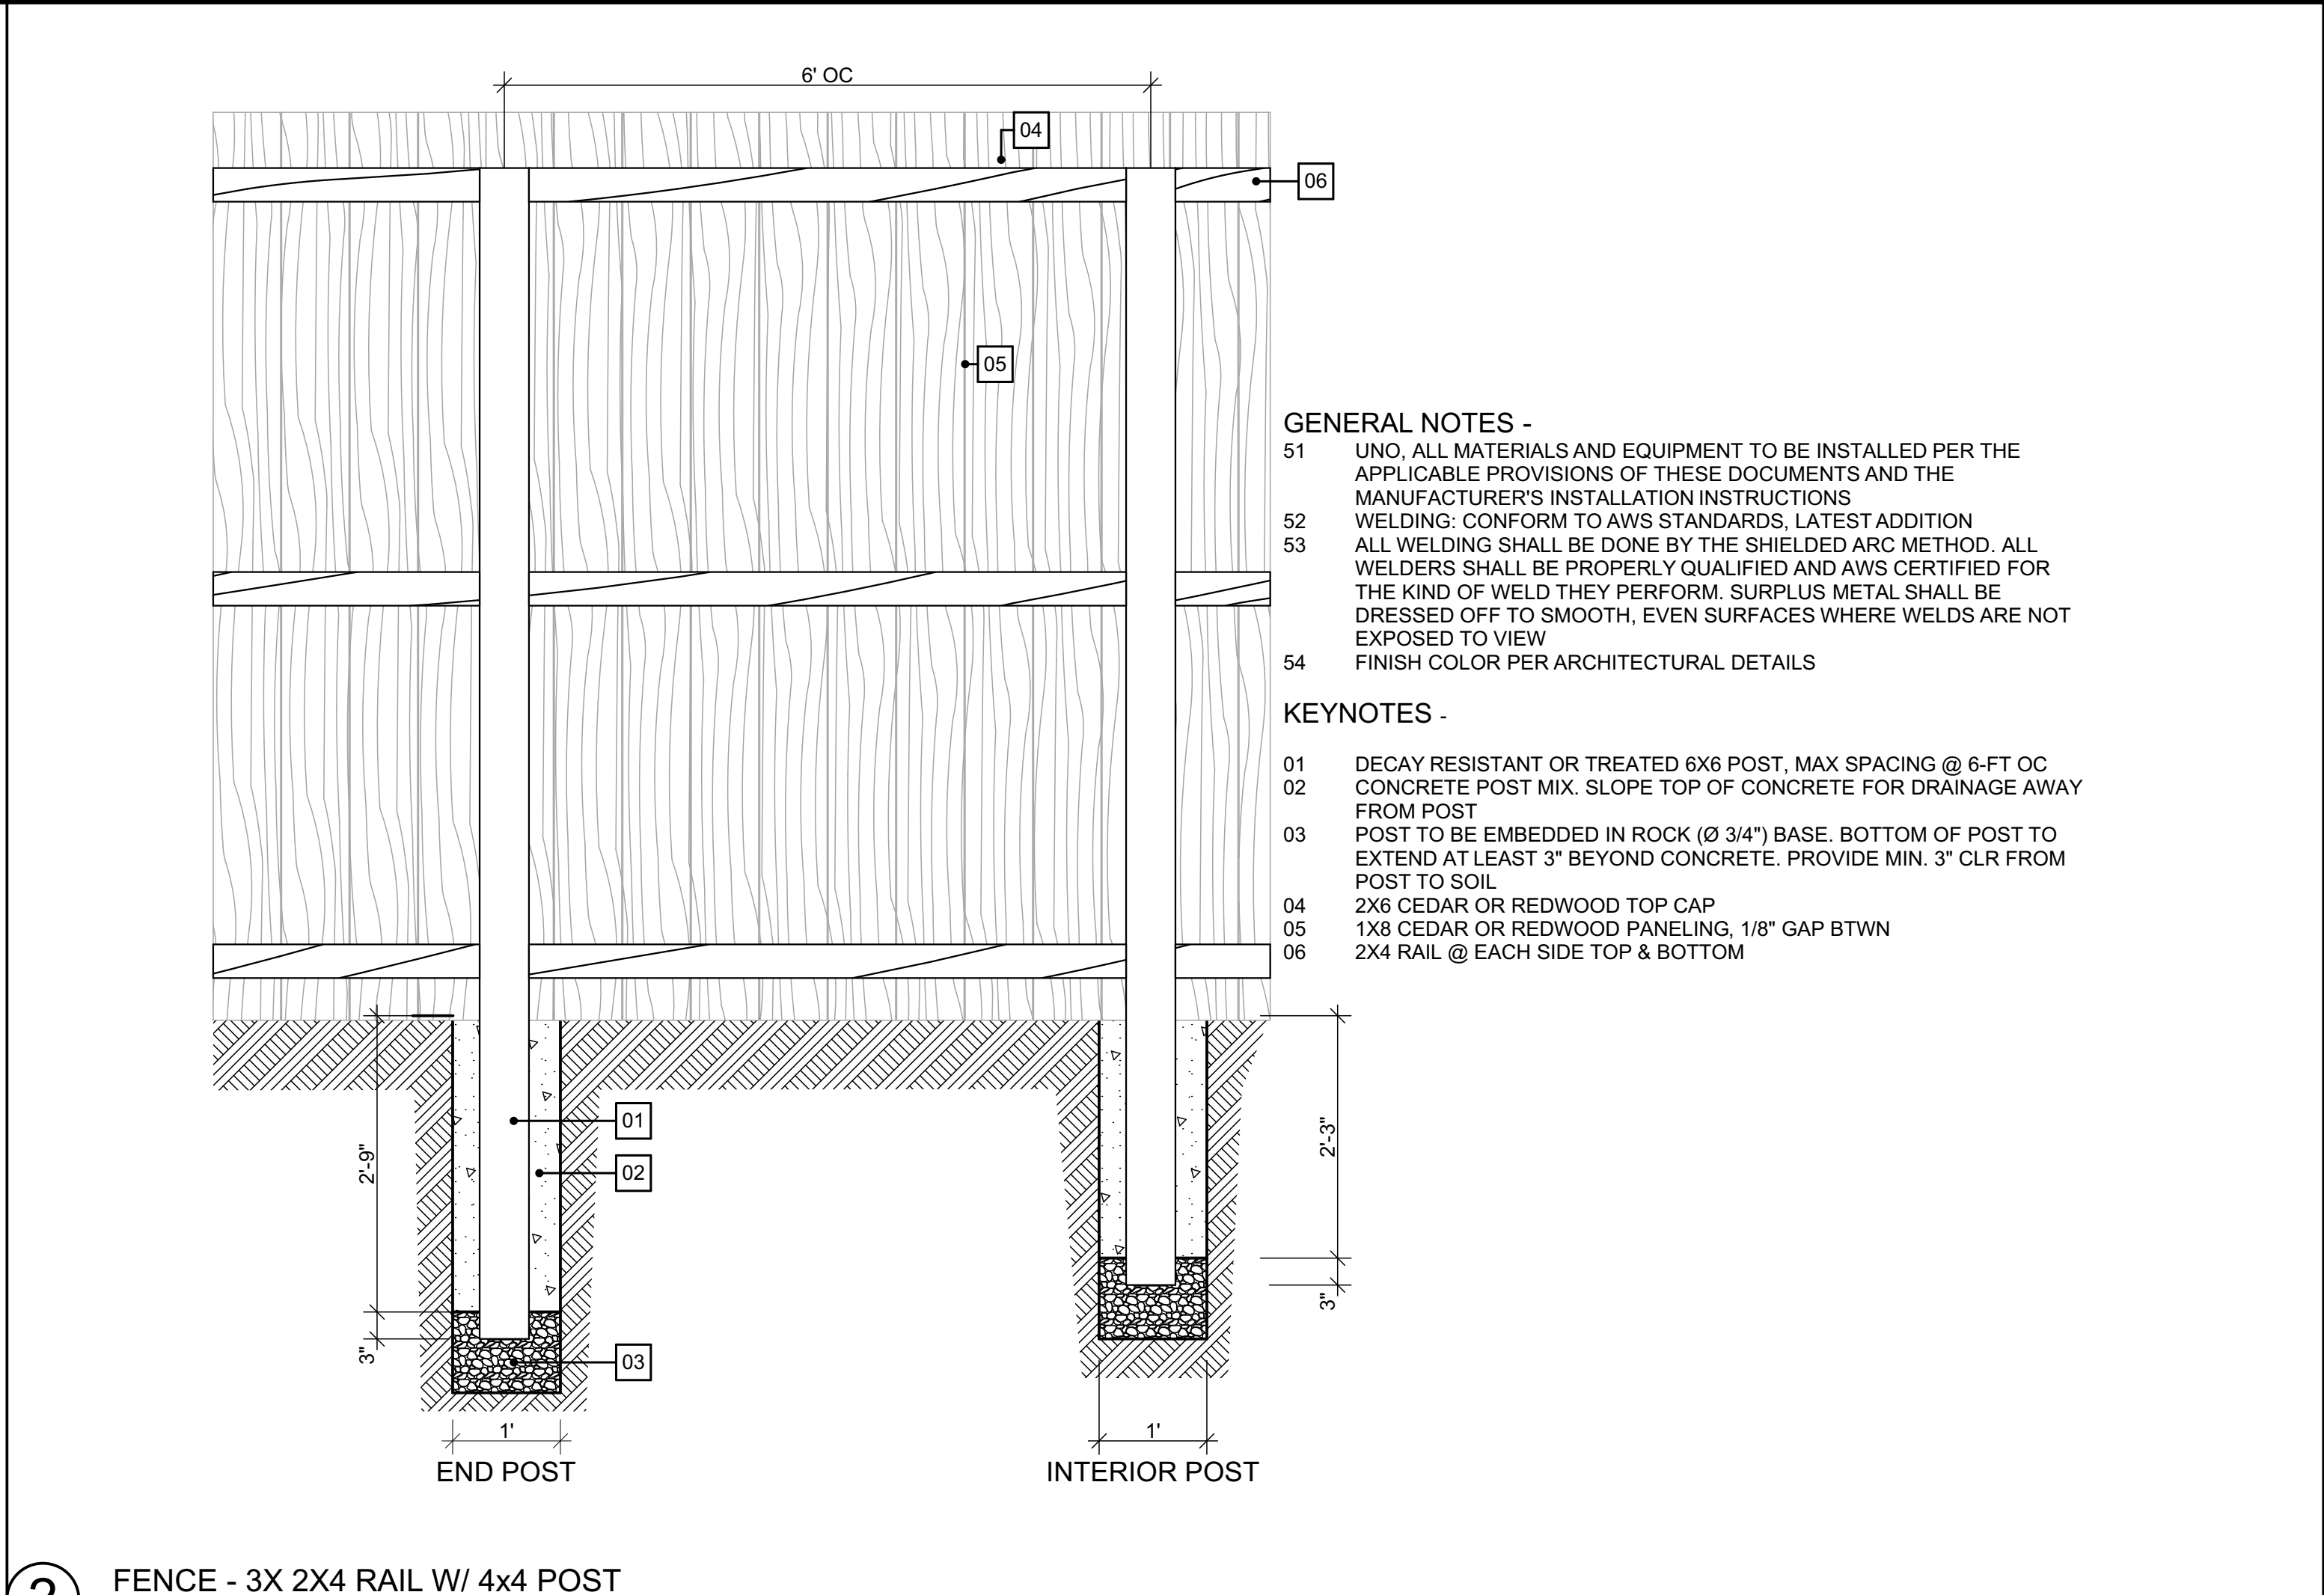 6' OC
04
06
05
GENERAL NOTES -
51 UNO, ALL MATERIALS AND EQUIPMENT TO BE INSTALLED PER THE
APPLICABLE PROVISIONS OF THESE DOCUMENTS AND THE
MANUFACTURER'S INSTALLATION INSTRUCTIONS
52 WELDING: CONFORM TO AWS STANDARDS, LATEST ADDITION
53 ALL WELDING SHALL BE DONE BY THE SHIELDED ARC METHOD. ALL
WELDERS SHALL BE PROPERLY QUALIFIED AND AWS CERTIFIED FOR
THE KIND OF WELD THEY PERFORM. SURPLUS METAL SHALL BE
DRESSED OFF TO SMOOTH, EVEN SURFACES WHERE WELDS ARE NOT
EXPOSED TO VIEW
54 FINISH COLOR PER ARCHITECTURAL DETAILS
KEYNOTES -
01 DECAY RESISTANT OR TREATED 6X6 POST, MAX SPACING @ 6-FT OC
02 CONCRETE POST MIX. SLOPE TOP OF CONCRETE FOR DRAINAGE AWAY
FROM POST
03 POST TO BE EMBEDDED IN ROCK (Ø 3/4") BASE. BOTTOM OF POST TO
EXTEND AT LEAST 3" BEYOND CONCRETE. PROVIDE MIN. 3" CLR FROM
POST TO SOIL
04 2X6 CEDAR OR REDWOOD TOP CAP
05 1X8 CEDAR OR REDWOOD PANELING, 1/8" GAP BTWN
06 2X4 RAIL @ EACH SIDE TOP & BOTTOM
01
02
2'-9"
2'-3"
3"
3"
03
1'
1'
END POST
INTERIOR POST
FENCE - 3X 2X4 RAIL W/ 4x4 POST